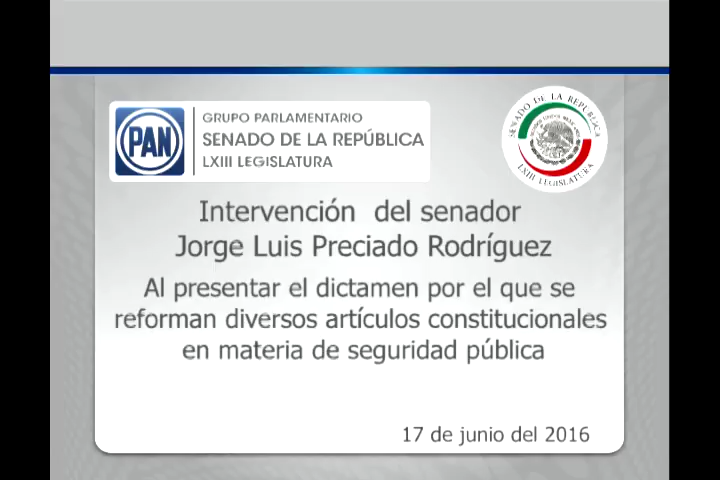 PAN
GRUPO PARLAMENTARIO
SENADO DE LA REPÚBLICA
LXIII LEGISLATURA
SENADO DE LA REPÚBLICA
LXIII LEGISLATURA
Intervención del senador
Jorge Luis Preciado Rodríguez
Al presentar el dictamen por el que se
reforman diversos artículos constitucionales
en materia de seguridad pública
17 de junio del 2016